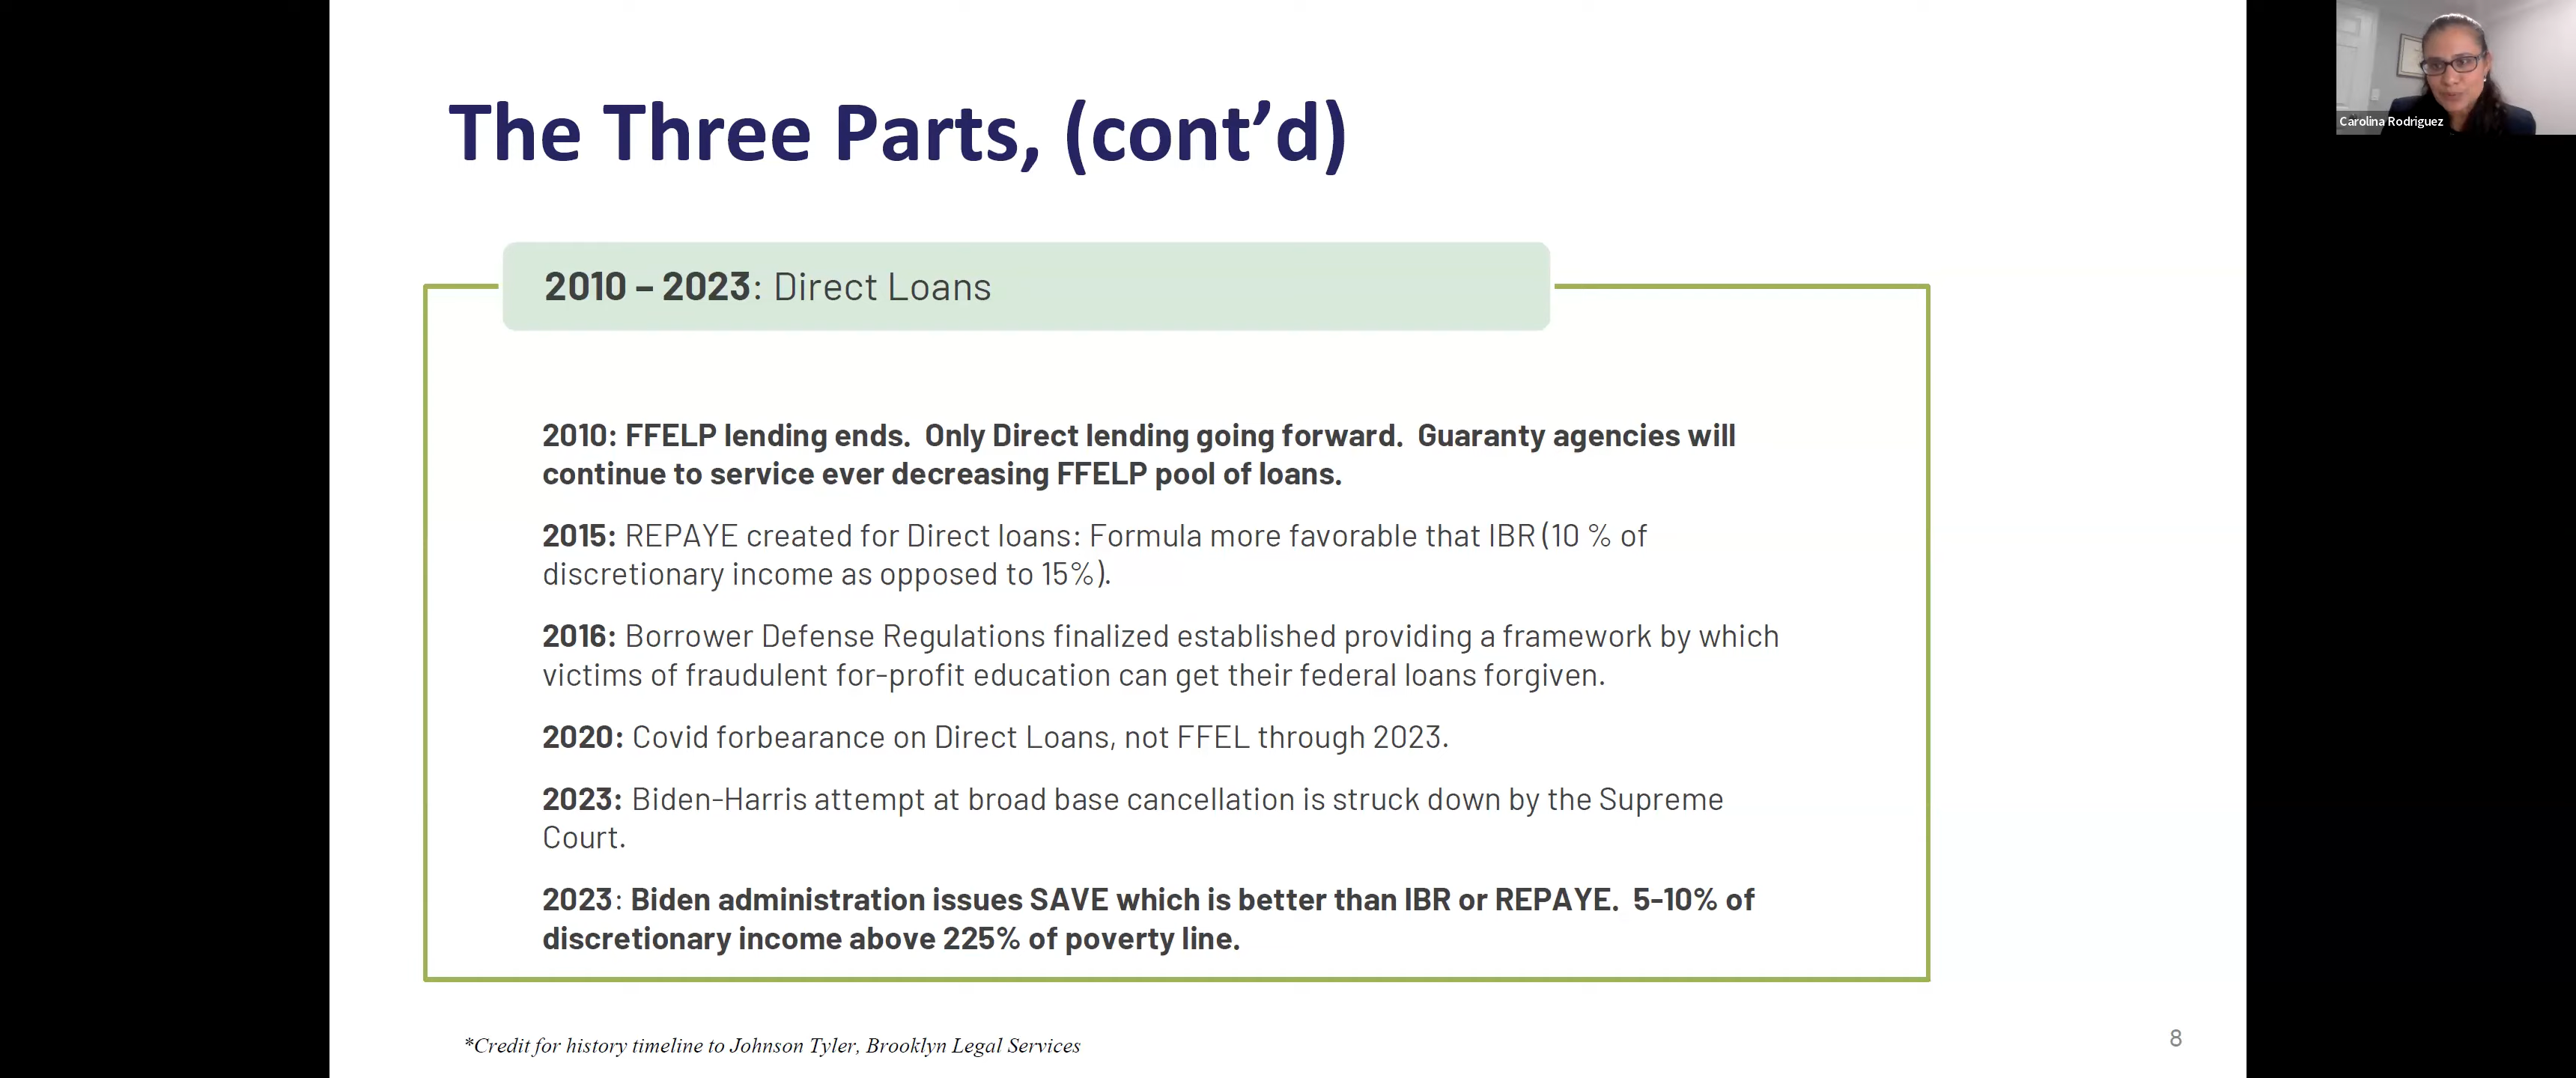 The Three Parts, (cont’d)
Carolina Rodriguez
2010 – 2023: Direct Loans
2010: FFELP lending ends.  Only Direct lending going forward.  Guaranty agencies will
continue to service ever decreasing FFELP pool of loans.
2015: REPAYE created for Direct loans: Formula more favorable that IBR (10 % of
discretionary income as opposed to 15%).
2016: Borrower Defense Regulations finalized established providing a framework by which
victims of fraudulent for-profit education can get their federal loans forgiven.
2020: Covid forbearance on Direct Loans, not FFEL through 2023.
2023: Biden-Harris attempt at broad base cancellation is struck down by the Supreme
Court.
2023: Biden administration issues SAVE which is better than IBR or REPAYE.  5-10% of
discretionary income above 225% of poverty line.
*Credit for history timeline to Johnson Tyler, Brooklyn Legal Services
8